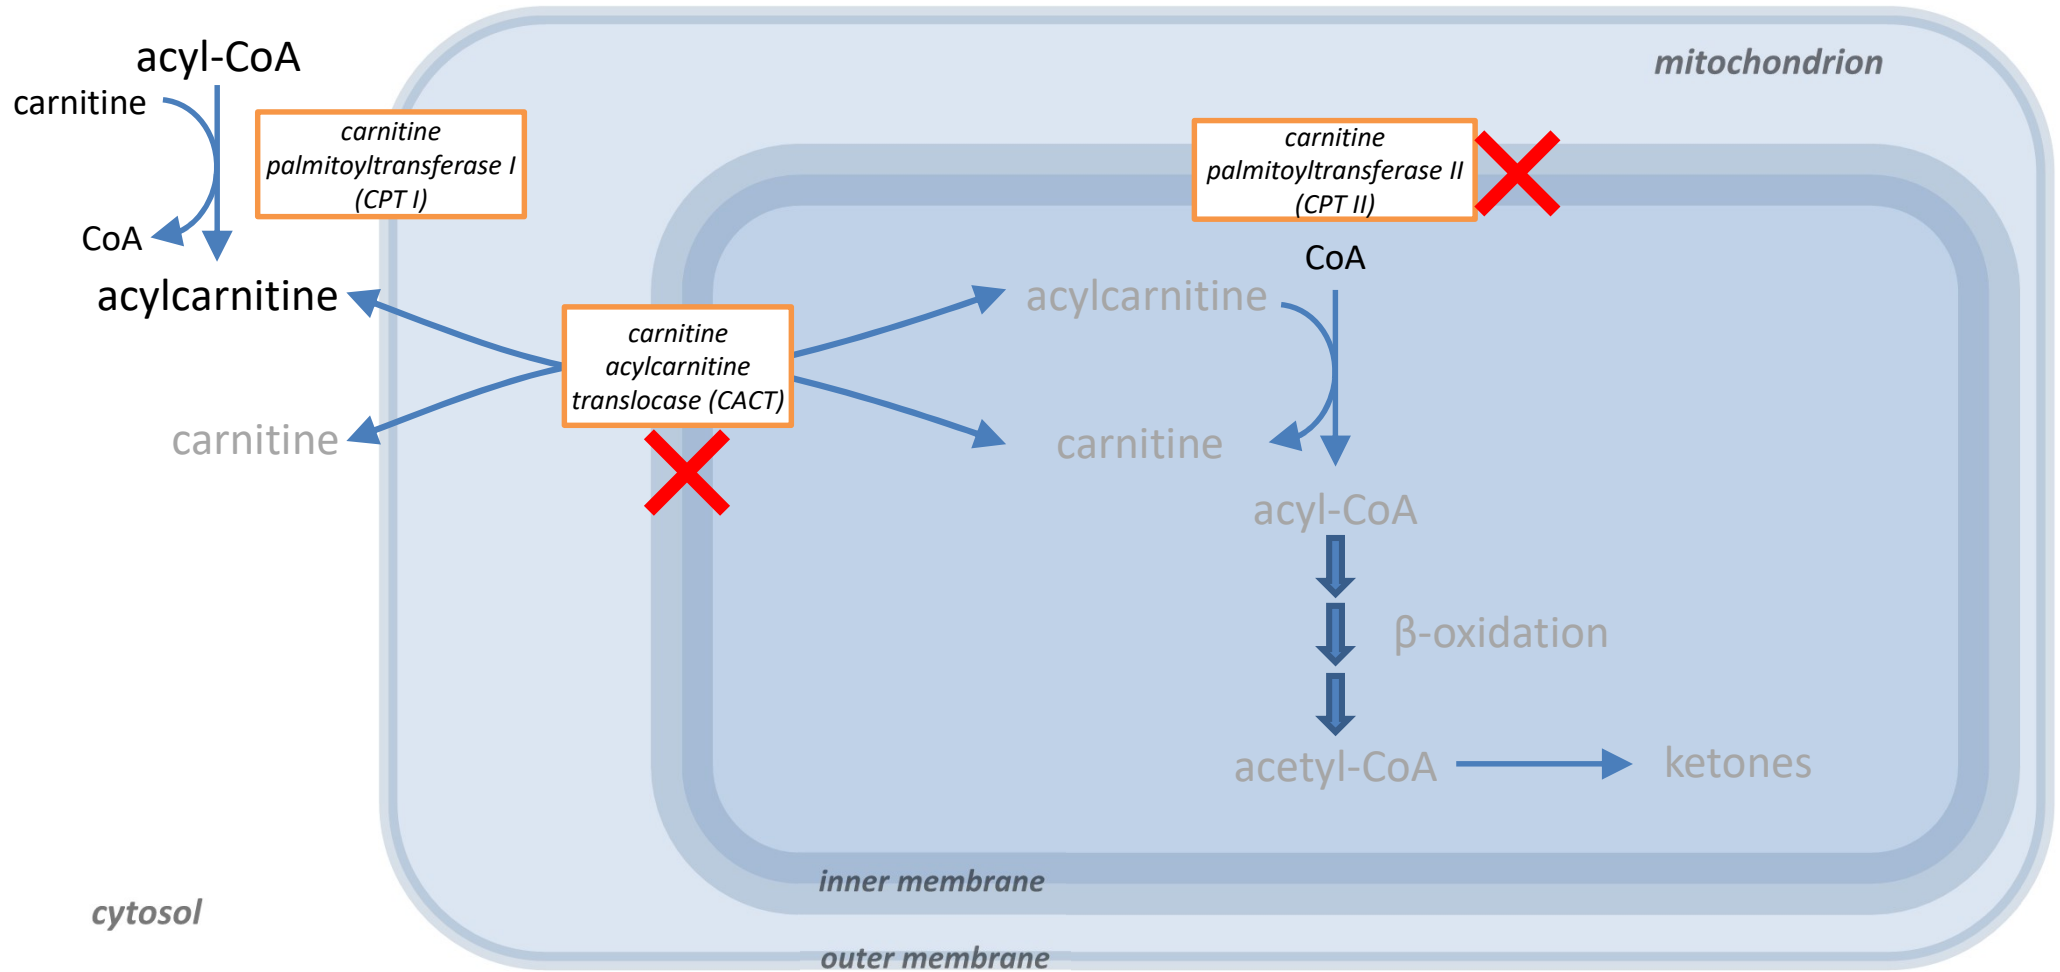 acyl-CoA
carnitine
CoA
acylcarnitine
carnitine
carnitine
palmitoyltransferase I
(CPT I)
carnitine
acylcarnitine
translocase (CACT)
mitochondrion
carnitine
palmitoyltransferase II
(CPT II)
CoA
acylcarnitine
carnitine
acyl-CoA
β-oxidation
acetyl-CoA
ketones
inner membrane
outer membrane
cytosol